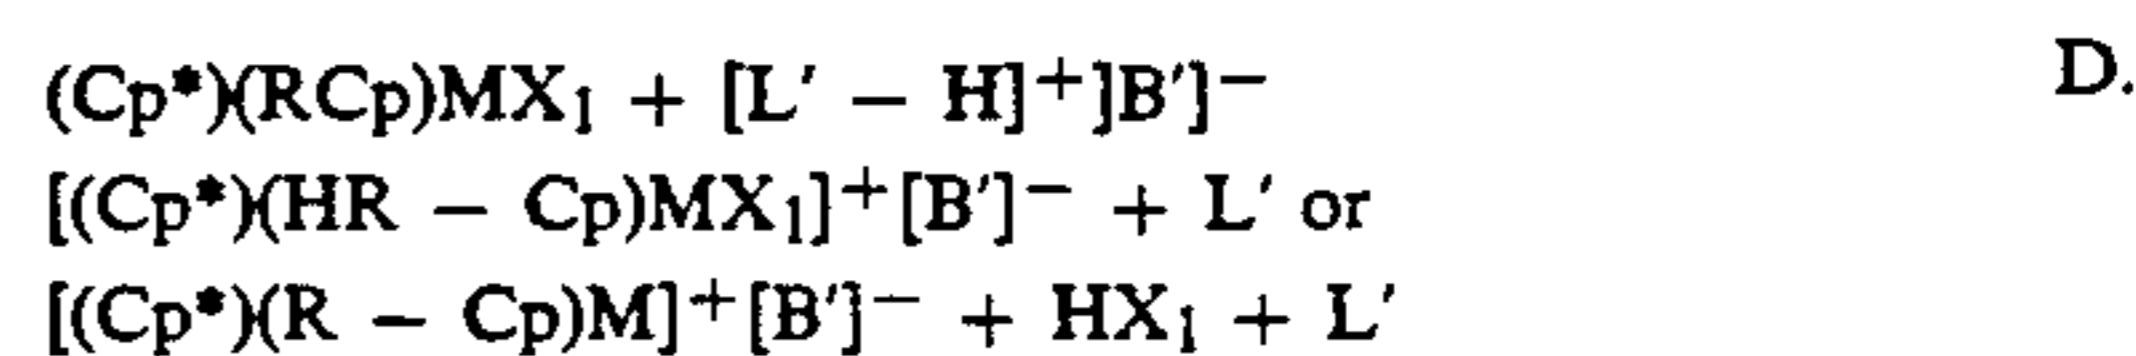 (Cp*)(RCp)MX₁ + [L′ − H]⁺]B′]⁻ D.
[(Cp*)(HR − Cp)MX₁]⁺[B′]⁻ + L′ or
[(Cp*)(R − Cp)M]⁺[B′]⁻ + HX₁ + L′